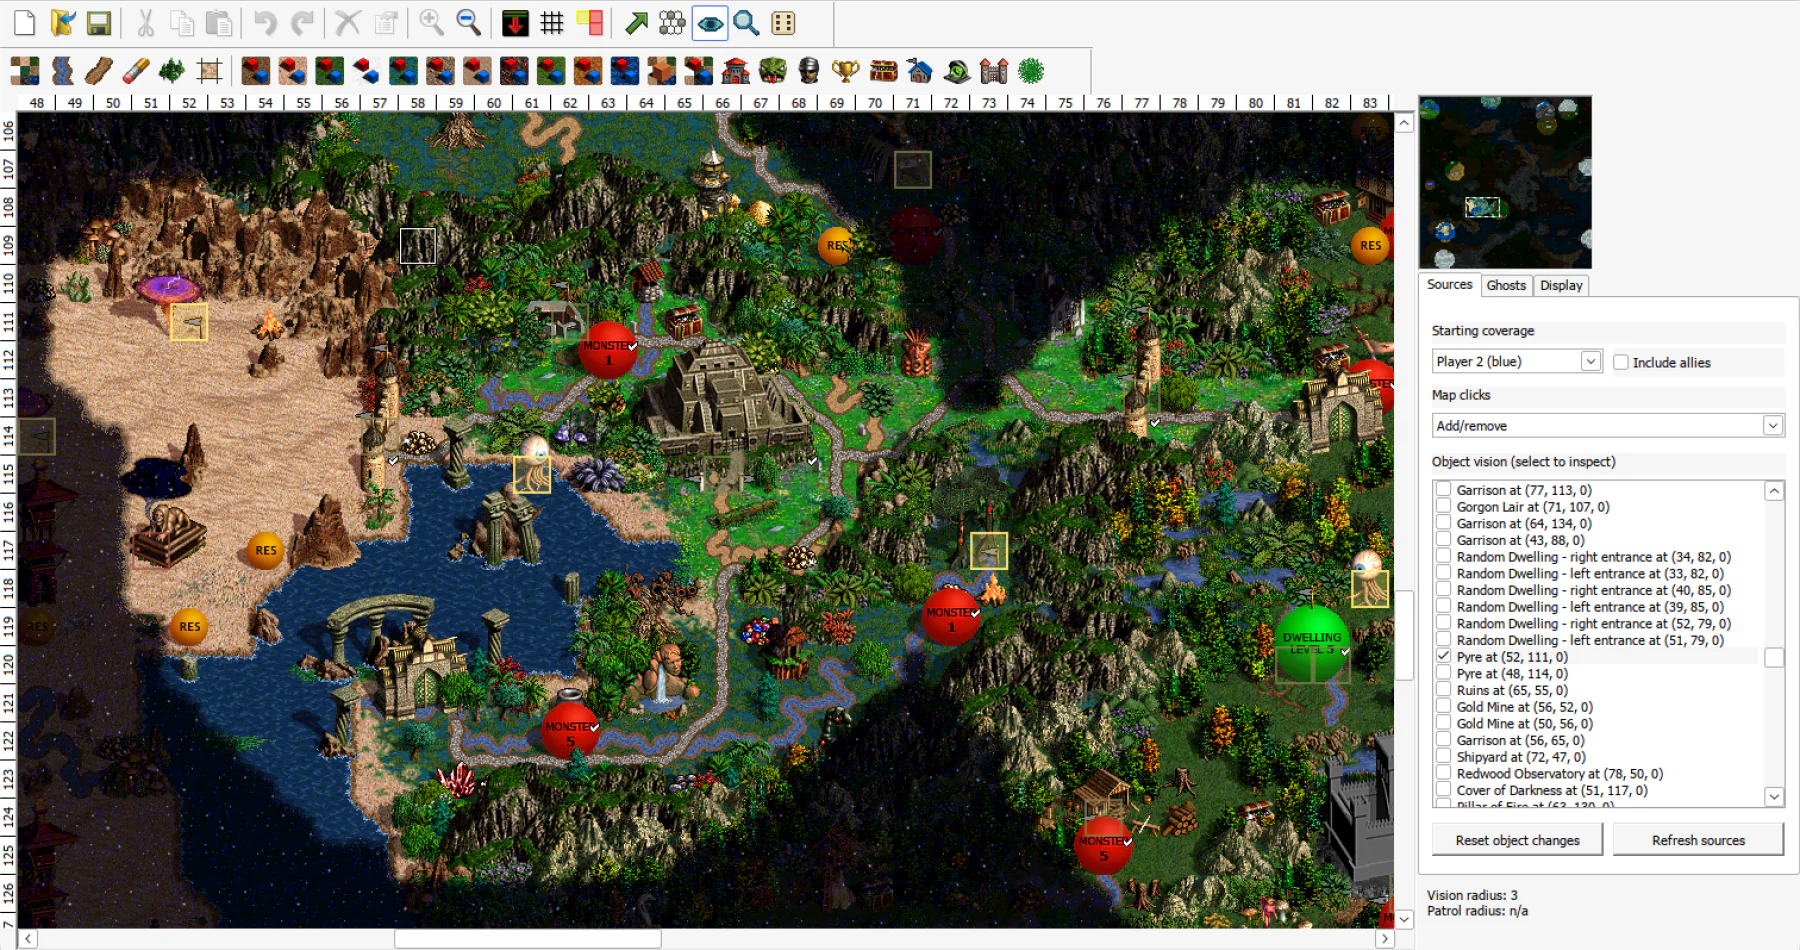 48 49 50 51 52 53 54 55 56 57 58 59 60 61 62 63 64 65 66 67 68 69 70 71 72 73 74 75 76 77 78 79 80 81 82 83
106
107
108
109
110
111
112
113
114
115
116
117
118
119
120
121
122
123
124
125
126
7
RES
RES
RES
MONSTER
1
RES
RES
RES
MONSTER
1
DWELLING
LEVEL 5
MONSTER
5
MONSTER
5
Sources Ghosts Display
Starting coverage
Player 2 (blue) Include allies
Map clicks
Add/remove
Object vision (select to inspect)
Garrison at (77, 113, 0)
Gorgon Lair at (71, 107, 0)
Garrison at (64, 134, 0)
Garrison at (43, 88, 0)
Random Dwelling - right entrance at (34, 82, 0)
Random Dwelling - left entrance at (33, 82, 0)
Random Dwelling - right entrance at (40, 85, 0)
Random Dwelling - left entrance at (39, 85, 0)
Random Dwelling - right entrance at (52, 79, 0)
Random Dwelling - left entrance at (51, 79, 0)
Pyre at (52, 111, 0)
Pyre at (48, 114, 0)
Ruins at (65, 55, 0)
Gold Mine at (56, 52, 0)
Gold Mine at (50, 56, 0)
Garrison at (56, 65, 0)
Shipyard at (72, 47, 0)
Redwood Observatory at (78, 50, 0)
Cover of Darkness at (51, 117, 0)
Pillar of Fire at (63, 130, 0)
Reset object changes Refresh sources
Vision radius: 3
Patrol radius: n/a